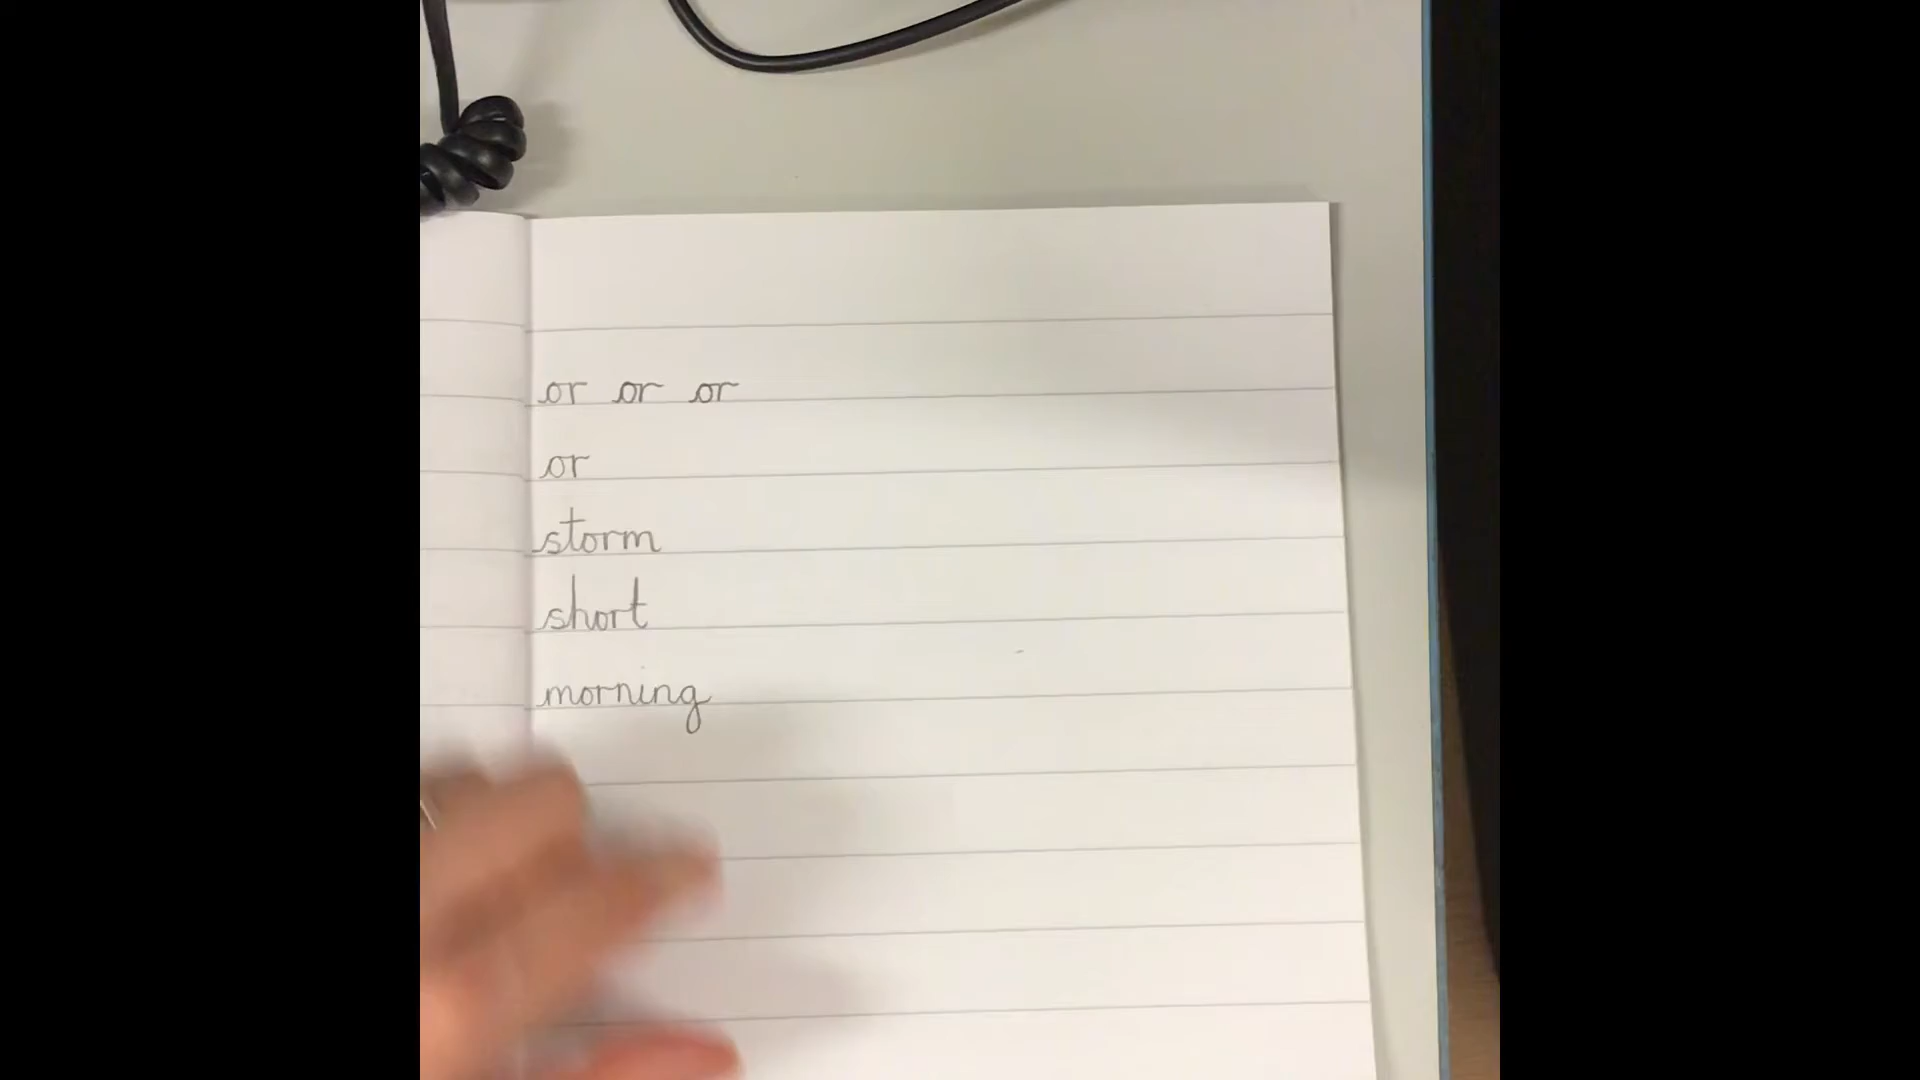 or or or
or
storm
short
morning